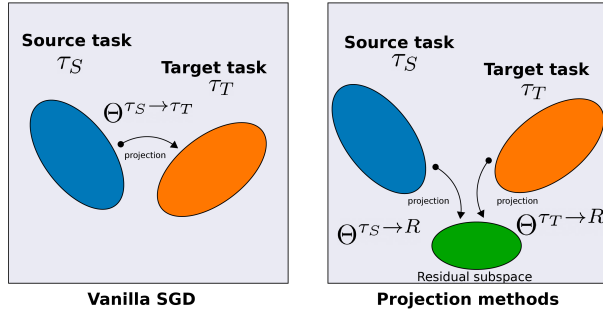 Source task
τ_S
Target task
τ_T
Θ^{τ_S→τ_T}
projection
Vanilla SGD
Source task
τ_S
Target task
τ_T
projection
projection
Θ^{τ_S→R}
Θ^{τ_T→R}
Residual subspace
Projection methods